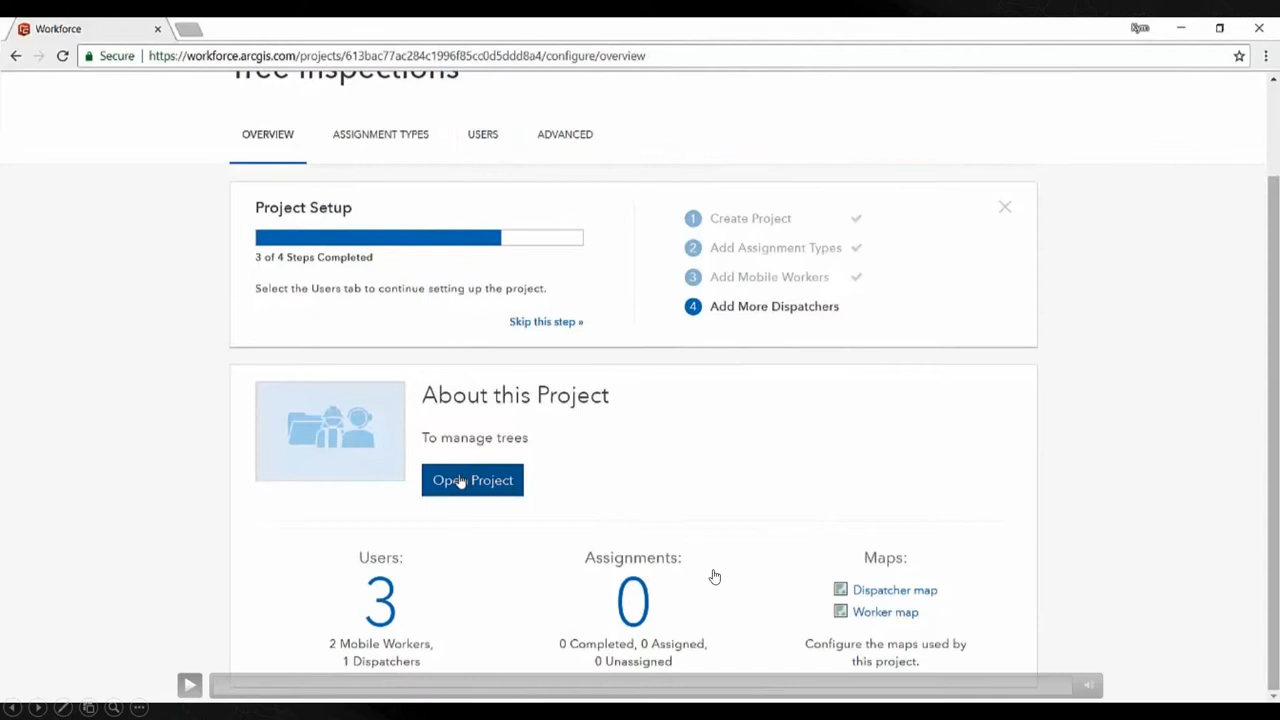 Workforce
Kym
Secure
https://workforce.arcgis.com/projects/613bac77ac284c1996f85cc0d5ddd8a4/configure/overview
Tree Inspections
OVERVIEW
ASSIGNMENT TYPES
USERS
ADVANCED
Project Setup
3 of 4 Steps Completed
Select the Users tab to continue setting up the project.
Skip this step »
1 Create Project
2 Add Assignment Types
3 Add Mobile Workers
4 Add More Dispatchers
About this Project
To manage trees
Open Project
Users:
3
2 Mobile Workers,
1 Dispatchers
Assignments:
0
0 Completed, 0 Assigned,
0 Unassigned
Maps:
Dispatcher map
Worker map
Configure the maps used by
this project.